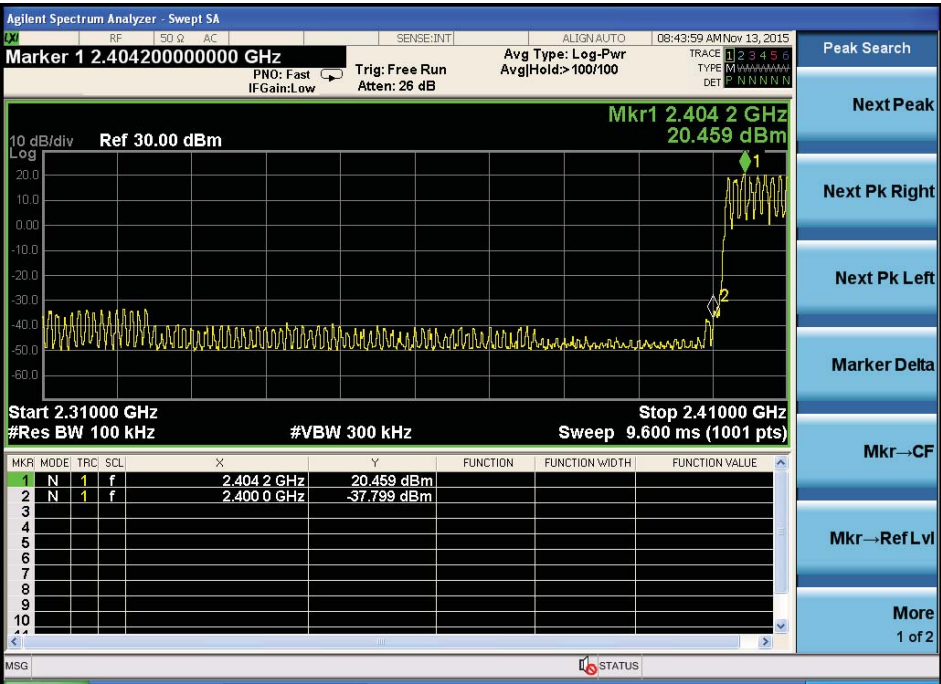 Agilent Spectrum Analyzer - Swept SA
LXI RF 50 Ω AC SENSE:INT ALIGN AUTO 08:43:59 AM Nov 13, 2015
Marker 1 2.404200000000 GHz
PNO: Fast
IFGain:Low
Trig: Free Run
Atten: 26 dB
Avg Type: Log-Pwr
Avg|Hold:>100/100
TRACE 1 2 3 4 5 6
TYPE M
DET P N N N N N
Mkr1 2.404 2 GHz
20.459 dBm
10 dB/div Ref 30.00 dBm
Log
20.0
10.0
0.00
-10.0
-20.0
-30.0
-40.0
-50.0
-60.0
1
2
Start 2.31000 GHz Stop 2.41000 GHz
#Res BW 100 kHz #VBW 300 kHz Sweep 9.600 ms (1001 pts)
MKR MODE TRC SCL X Y FUNCTION FUNCTION WIDTH FUNCTION VALUE
1 N 1 f 2.404 2 GHz 20.459 dBm
2 N 1 f 2.400 0 GHz -37.799 dBm
3
4
5
6
7
8
9
10
MSG STATUS
Peak Search
Next Peak
Next Pk Right
Next Pk Left
Marker Delta
Mkr→CF
Mkr→Ref Lvl
More
1 of 2